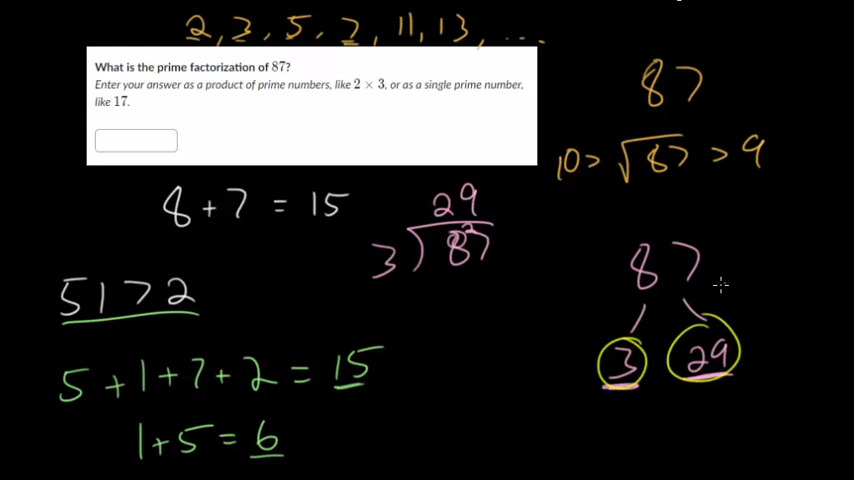 2, 3, 5, 7, 11, 13, ...
What is the prime factorization of 87?
Enter your answer as a product of prime numbers, like 2 × 3, or as a single prime number,
like 17.
87
10 > √87 > 9
8 + 7 = 15
29
3)87
2
5172
5 + 1 + 7 + 2 = 15
1 + 5 = 6
87
3 29